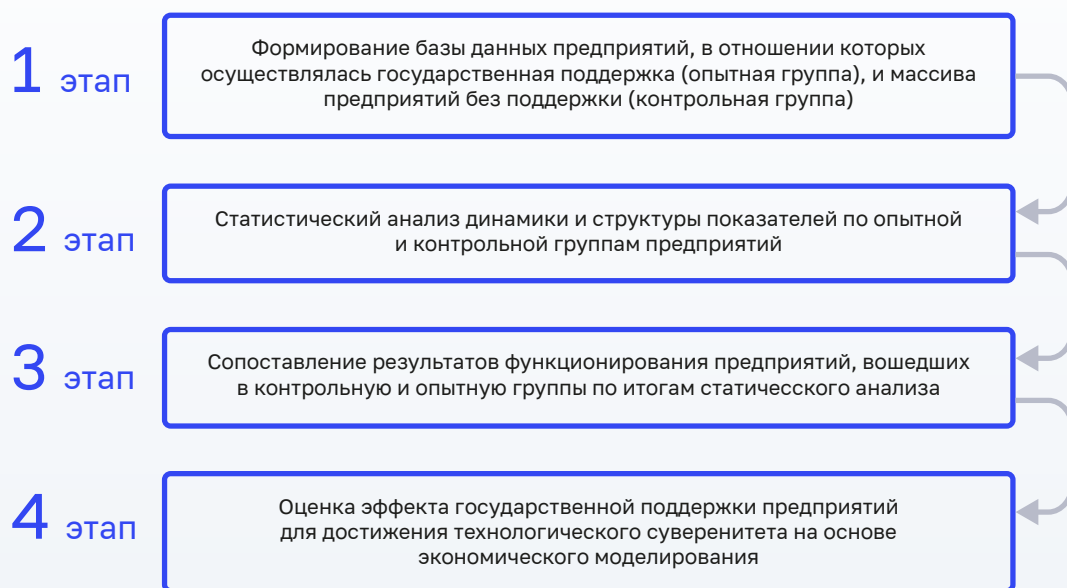 1 этап
Формирование базы данных предприятий, в отношении которых
осуществлялась государственная поддержка (опытная группа), и массива
предприятий без поддержки (контрольная группа)
2 этап
Статистический анализ динамики и структуры показателей по опытной
и контрольной группам предприятий
3 этап
Сопоставление результатов функционирования предприятий, вошедших
в контрольную и опытную группы по итогам статичесского анализа
4 этап
Оценка эффекта государственной поддержки предприятий
для достижения технологического суверенитета на основе
экономического моделирования